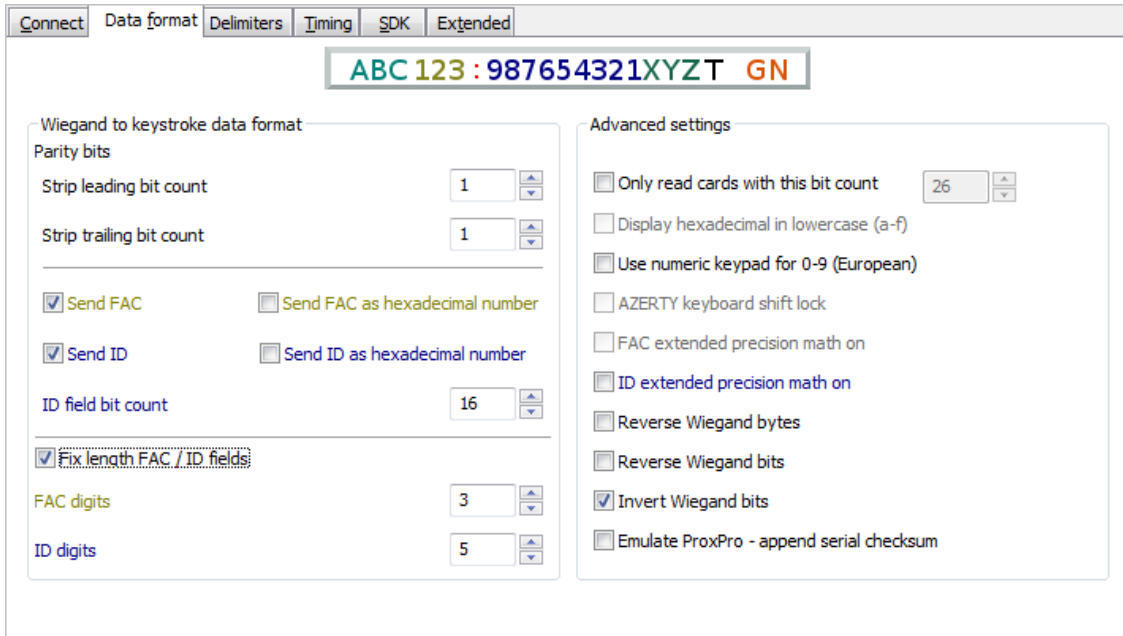 Connect Data format Delimiters Timing SDK Extended
ABC 123 : 987654321XYZT GN
Wiegand to keystroke data format
Parity bits
Strip leading bit count 1
Strip trailing bit count 1
Send FAC Send FAC as hexadecimal number
Send ID Send ID as hexadecimal number
ID field bit count 16
Fix length FAC / ID fields
FAC digits 3
ID digits 5
Advanced settings
Only read cards with this bit count 26
Display hexadecimal in lowercase (a-f)
Use numeric keypad for 0-9 (European)
AZERTY keyboard shift lock
FAC extended precision math on
ID extended precision math on
Reverse Wiegand bytes
Reverse Wiegand bits
Invert Wiegand bits
Emulate ProxPro - append serial checksum